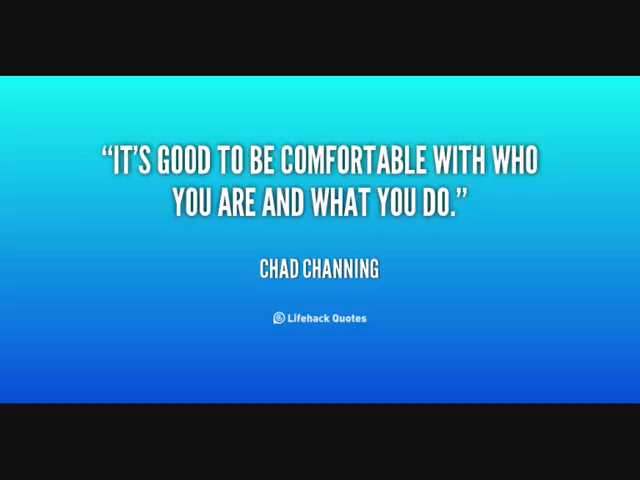 “IT'S GOOD TO BE COMFORTABLE WITH WHO
YOU ARE AND WHAT YOU DO.”
CHAD CHANNING
Lifehack Quotes